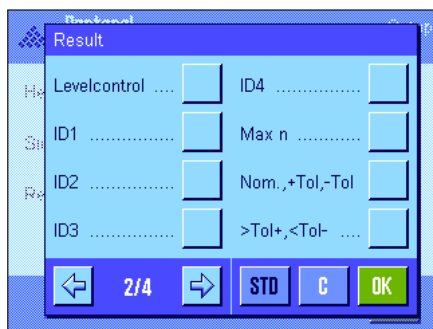 Result
Levelcontrol ....
ID1 ................
ID2 ................
ID3 ................
ID4 ................
Max n ............
Nom.,+Tol,-Tol
>Tol+,<Tol- ....
2/4
STD
C
OK